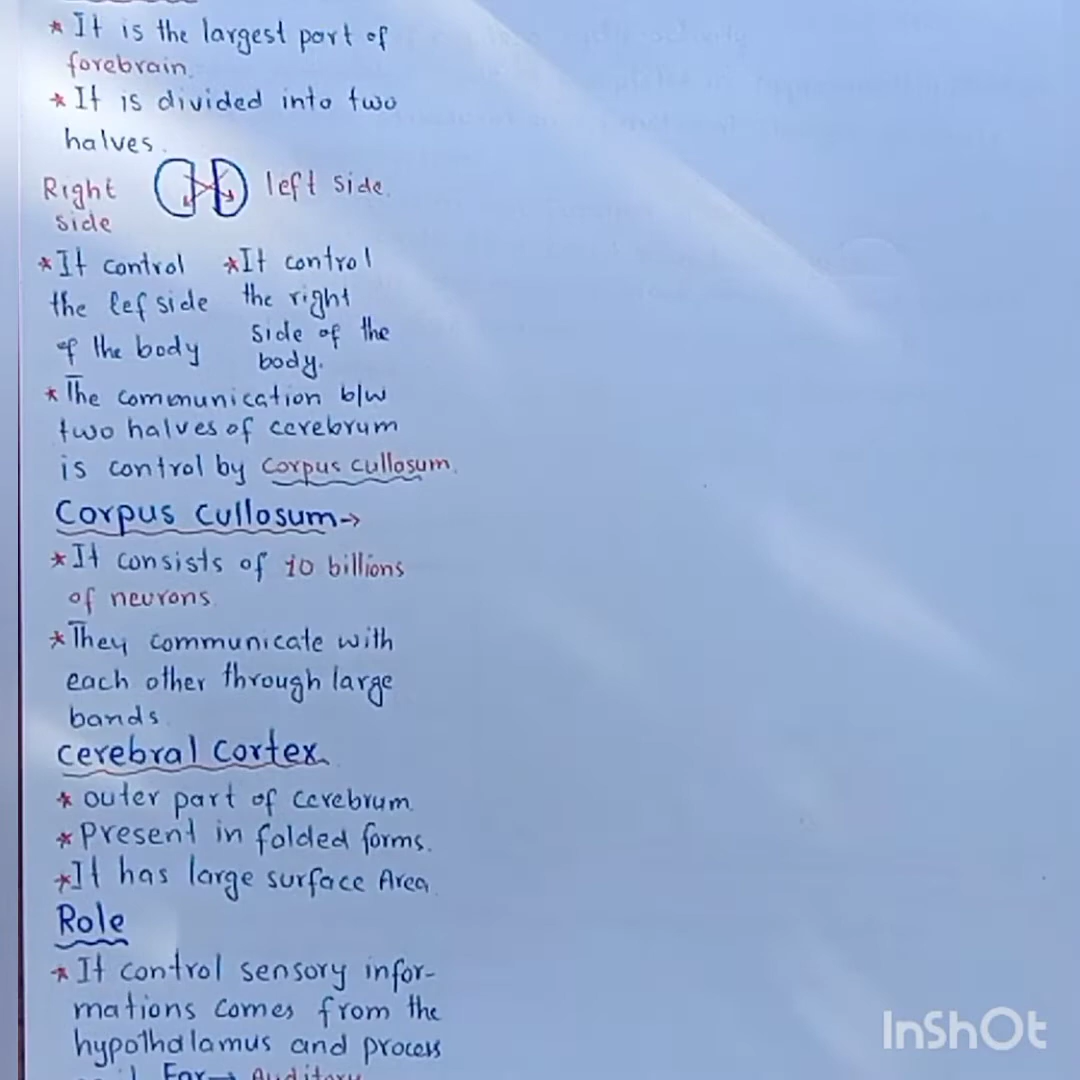 * It is the largest part of
forebrain.
* It is divided into two
halves.
Right
side
left side.
* It control
the lef side
of the body
* It control
the right
side of the
body.
* The communication b/w
two halves of cerebrum
is control by corpus cullosum.
Corpus Cullosum→
* It consists of 10 billions
of neurons.
* They communicate with
each other through large
bands.
Cerebral Cortex.
* outer part of cerebrum.
* present in folded forms.
* It has large surface Area.
Role
* It control sensory infor-
mations comes from the
hypothalamus and process
Ear→ Auditory
InShOt